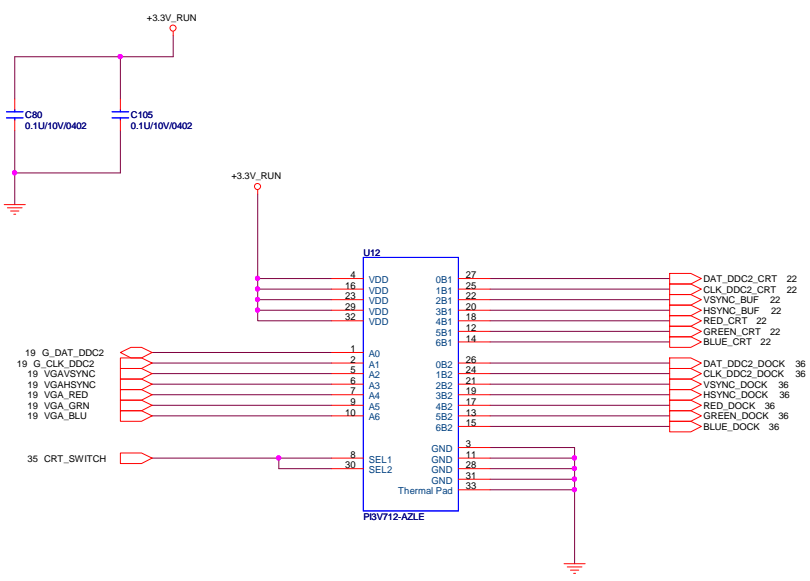 +3.3V_RUN
C80
0.1U/10V/0402
C105
0.1U/10V/0402
+3.3V_RUN
U12
4 VDD 0B1 27 DAT_DDC2_CRT 22
16 VDD 1B1 25 CLK_DDC2_CRT 22
23 VDD 2B1 22 VSYNC_BUF 22
29 VDD 3B1 20 HSYNC_BUF 22
32 VDD 4B1 18 RED_CRT 22
5B1 12 GREEN_CRT 22
6B1 14 BLUE_CRT 22
19 G_DAT_DDC2 1 A0 0B2 26 DAT_DDC2_DOCK 36
19 G_CLK_DDC2 2 A1 1B2 24 CLK_DDC2_DOCK 36
19 VGAVSYNC 5 A2 2B2 21 VSYNC_DOCK 36
19 VGAHSYNC 6 A3 3B2 19 HSYNC_DOCK 36
19 VGA_RED 7 A4 4B2 17 RED_DOCK 36
19 VGA_GRN 9 A5 5B2 13 GREEN_DOCK 36
19 VGA_BLU 10 A6 6B2 15 BLUE_DOCK 36
GND 3
35 CRT_SWITCH 8 SEL1 GND 11
30 SEL2 GND 28
GND 31
Thermal Pad 33
PI3V712-AZLE